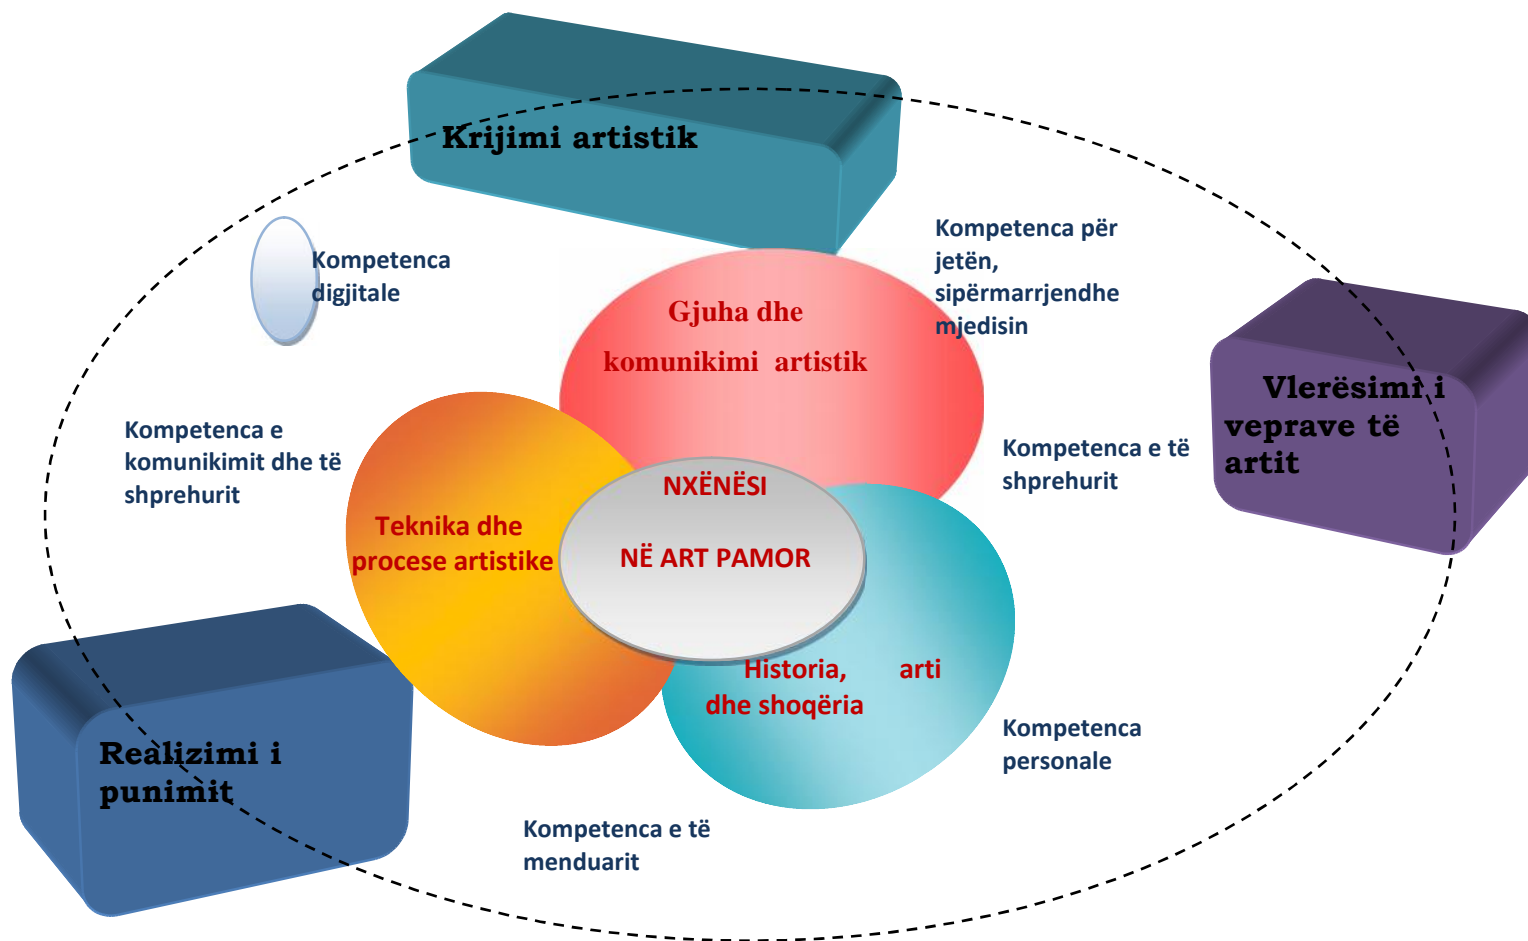 Krijimi artistik
Kompetenca
digjitale
Kompetenca për
jetën,
sipërmarrjendhe
mjedisin
Gjuha dhe
komunikimi artistik
Vlerësimi i
veprave të
artit
Kompetenca e
komunikimit dhe të
shprehurit
Kompetenca e të
shprehurit
NXËNËSI
NË ART PAMOR
Teknika dhe
procese artistike
Historia, arti
dhe shoqëria
Realizimi i
punimit
Kompetenca
personale
Kompetenca e të
menduarit